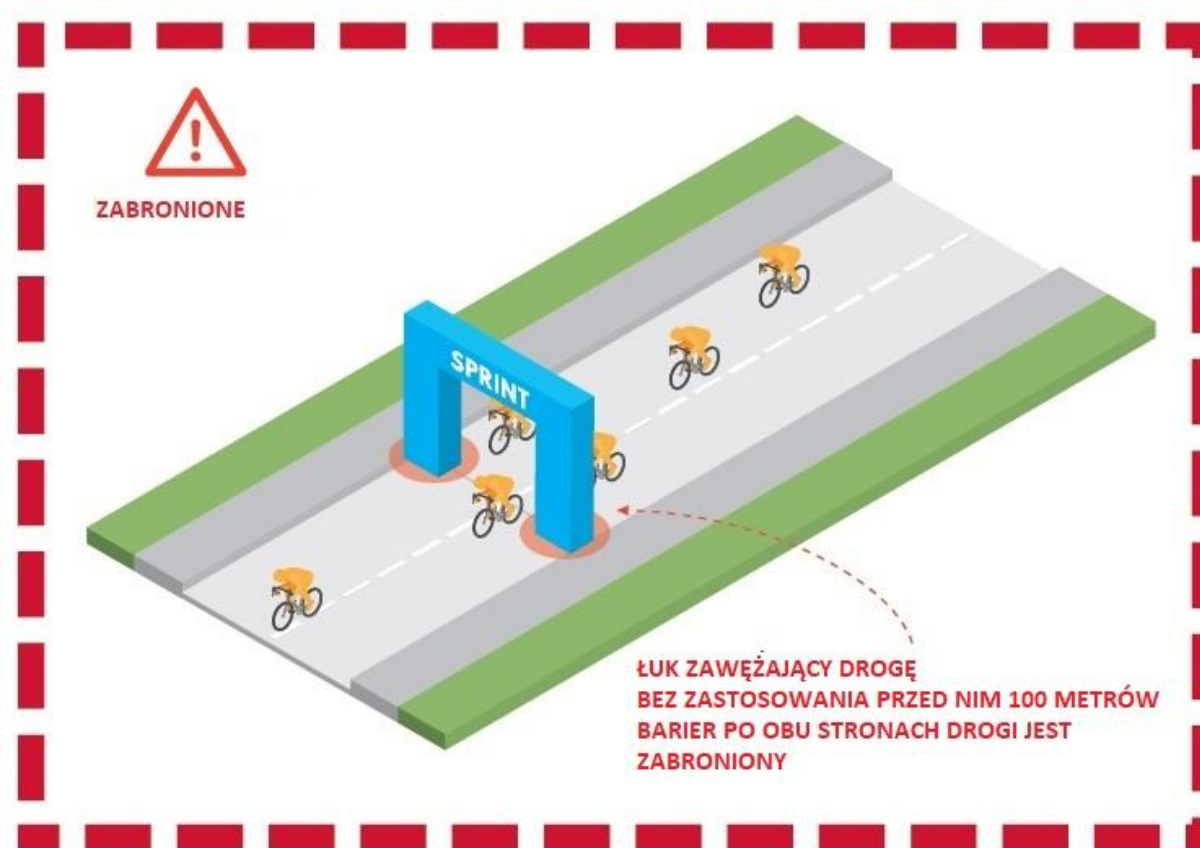 ZABRONIONE
SPRINT
ŁUK ZAWĘŻAJĄCY DROGĘ
BEZ ZASTOSOWANIA PRZED NIM 100 METRÓW
BARIER PO OBU STRONACH DROGI JEST
ZABRONIONY